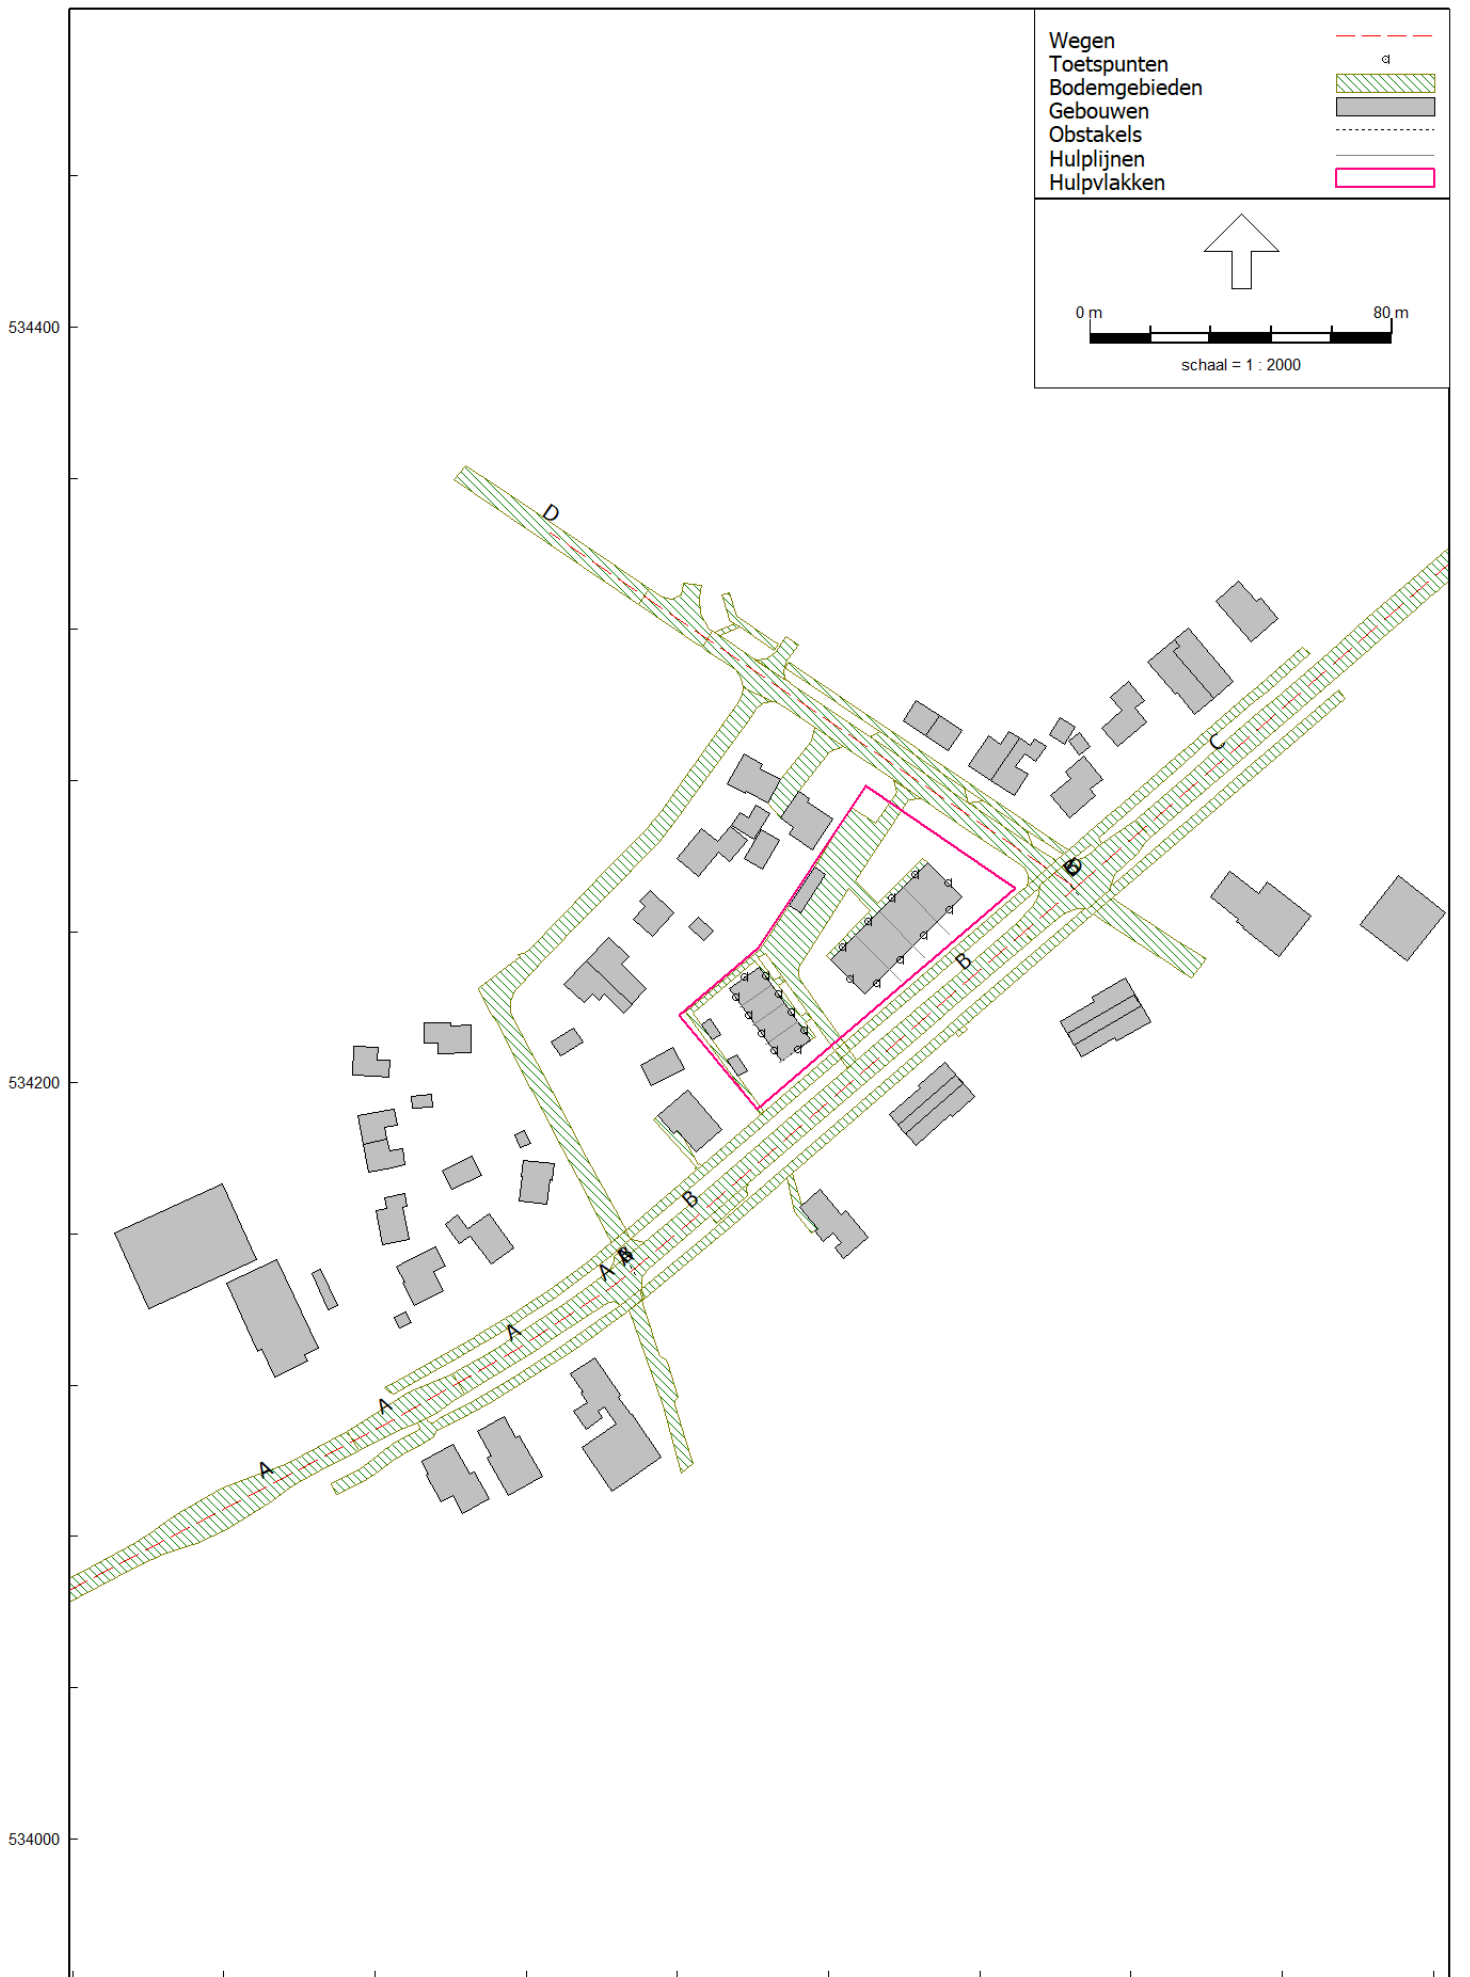 Wegen
Toetspunten
Bodemgebieden
Gebouwen
Obstakels
Hulplijnen
Hulpvlakken
0 m 80 m
schaal = 1 : 2000
534400
D
C
B
534200
B
A
A
A
A
534000